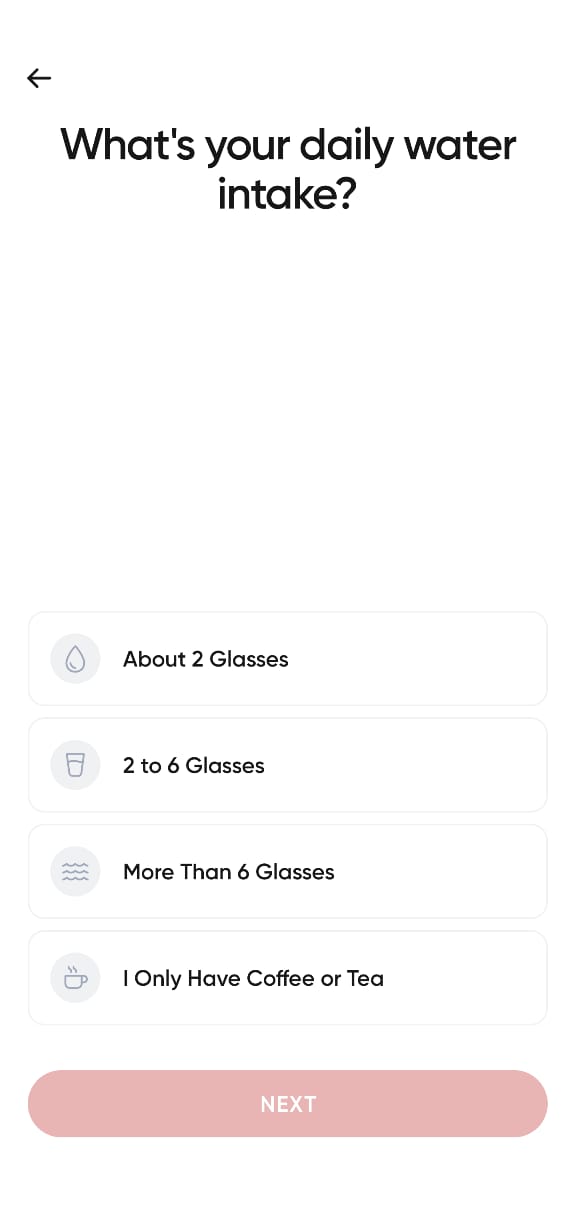 What's your daily water
intake?
About 2 Glasses
2 to 6 Glasses
More Than 6 Glasses
I Only Have Coffee or Tea
NEXT